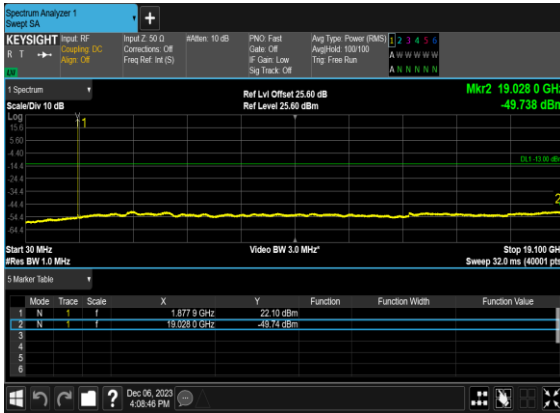 Spectrum Analyzer 1
Swept SA
KEYSIGHT
R T
LXI
Input: RF
Coupling: DC
Align: Off
Input Z: 50 Ω
Corrections: Off
Freq Ref: Int (S)
#Atten: 10 dB
PNO: Fast
Gate: Off
IF Gain: Low
Sig Track: Off
Avg Type: Power (RMS)
Avg|Hold: 100/100
Trig: Free Run
1 2 3 4 5 6
A W W W W W
A N N N N N
1 Spectrum
Scale/Div 10 dB
Ref Lvl Offset 25.60 dB
Ref Level 25.60 dBm
Mkr2 19.028 0 GHz
-49.738 dBm
Log
15.6
5.60
-4.40
-14.4
-24.4
-34.4
-44.4
-54.4
-64.4
1
2
DL1 -13.00 dBm
Start 30 MHz
#Res BW 1.0 MHz
Video BW 3.0 MHz*
Stop 19.100 GHz
Sweep 32.0 ms (40001 pts)
5 Marker Table
Mode Trace Scale X Y Function Function Width Function Value
1 N 1 f 1.877 9 GHz 22.10 dBm
2 N 1 f 19.028 0 GHz -49.74 dBm
3
4
5
6
?
Dec 06, 2023
4:08:46 PM